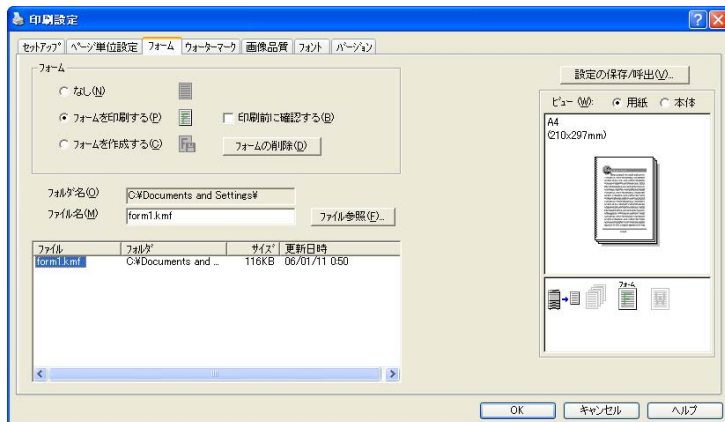 印刷設定
セットアップ ページ単位設定 フォーム ウォーターマーク 画像品質 フォント バージョン
フォーム
なし(N)
フォームを印刷する(P) 印刷前に確認する(B)
フォームを作成する(C) フォームの削除(D)
フォルダ名(O) C:¥Documents and Settings¥
ファイル名(M) form1.kmf ファイル参照(F)...
ファイル フォルダ サイズ 更新日時
form1.kmf C:¥Documents and ... 116KB 06/01/11 0:50
設定の保存/呼出(V)...
ビュー(W): 用紙 本体
A4
(210×297mm)
フォーム
OK キャンセル ヘルプ